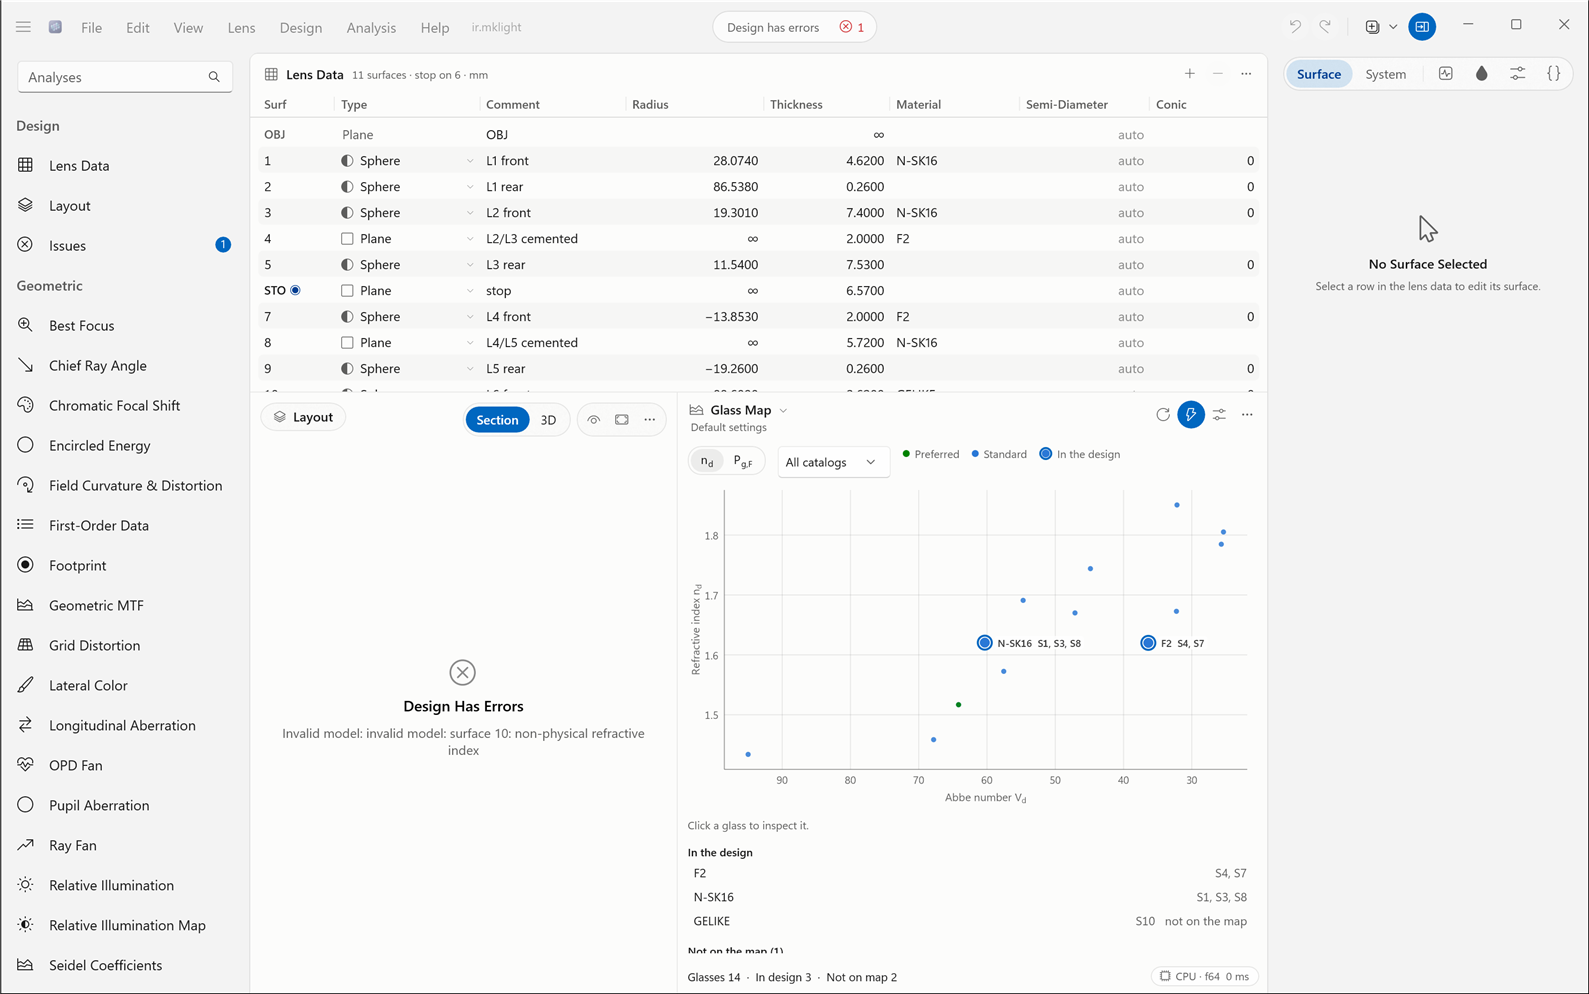 File Edit View Lens Design Analysis Help ir.mklight
Design has errors 1
Analyses
Design
Lens Data
Layout
Issues 1
Geometric
Best Focus
Chief Ray Angle
Chromatic Focal Shift
Encircled Energy
Field Curvature & Distortion
First-Order Data
Footprint
Geometric MTF
Grid Distortion
Lateral Color
Longitudinal Aberration
OPD Fan
Pupil Aberration
Ray Fan
Relative Illumination
Relative Illumination Map
Seidel Coefficients
Lens Data 11 surfaces · stop on 6 · mm
Surf Type Comment Radius Thickness Material Semi-Diameter Conic
OBJ Plane OBJ ∞ auto
1 Sphere L1 front 28.0740 4.6200 N-SK16 auto 0
2 Sphere L1 rear 86.5380 0.2600 auto 0
3 Sphere L2 front 19.3010 7.4000 N-SK16 auto 0
4 Plane L2/L3 cemented ∞ 2.0000 F2 auto
5 Sphere L3 rear 11.5400 7.5300 auto 0
STO Plane stop ∞ 6.5700 auto
7 Sphere L4 front −13.8530 2.0000 F2 auto 0
8 Plane L4/L5 cemented ∞ 5.7200 N-SK16 auto
9 Sphere L5 rear −19.2600 0.2600 auto 0
Layout
Section 3D
Design Has Errors
Invalid model: invalid model: surface 10: non-physical refractive
index
Glass Map
Default settings
nd Pg,F All catalogs Preferred Standard In the design
1.8
1.7
1.6
1.5
Refractive index nd
N-SK16 S1, S3, S8
F2 S4, S7
90 80 70 60 50 40 30
Abbe number Vd
Click a glass to inspect it.
In the design
F2 S4, S7
N-SK16 S1, S3, S8
GELIKE S10 not on the map
Not on the map (1)
Glasses 14 · In design 3 · Not on map 2
CPU · f64 0 ms
Surface System {}
No Surface Selected
Select a row in the lens data to edit its surface.